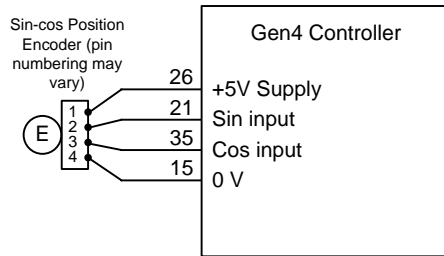 Sin-cos Position
Encoder (pin
numbering may
vary)
Gen4 Controller
E
1
2
3
4
26
+5V Supply
21
Sin input
35
Cos input
15
0 V